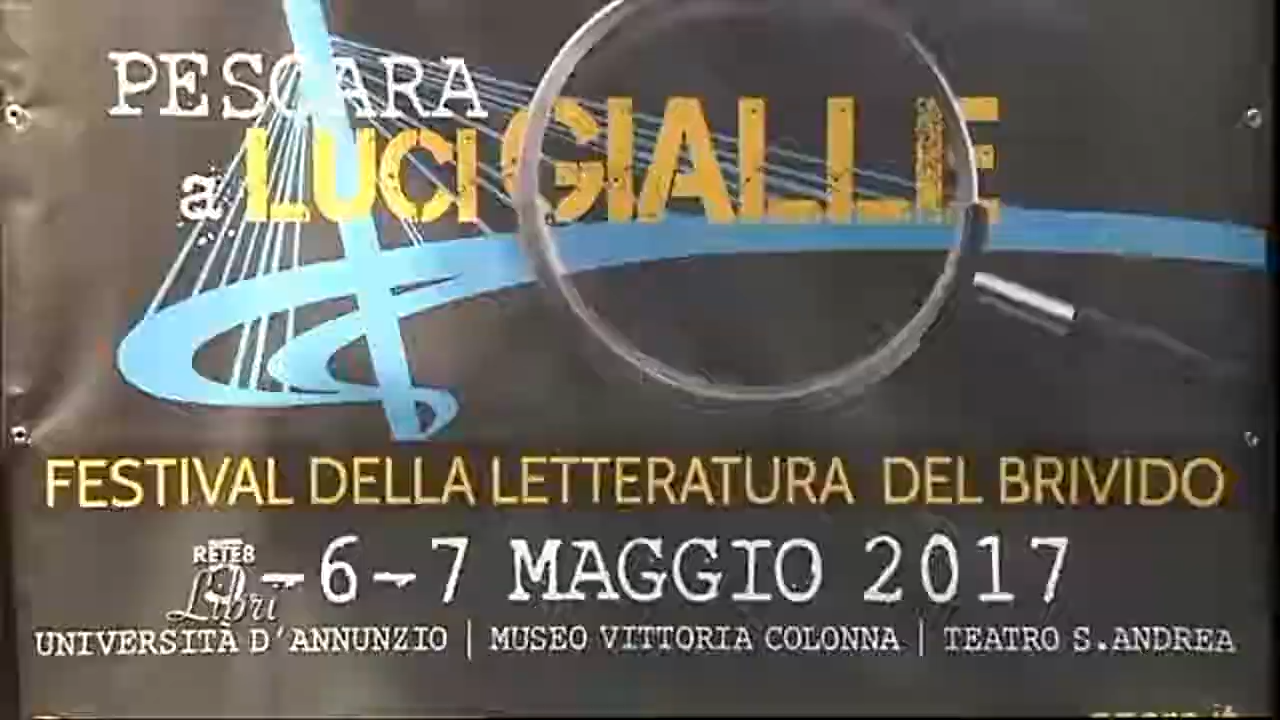 PESCARA
a LUCI GIALLE
FESTIVAL DELLA LETTERATURA DEL BRIVIDO
RETE8
Libri
-6-7 MAGGIO 2017
UNIVERSITÀ D'ANNUNZIO | MUSEO VITTORIA COLONNA | TEATRO S.ANDREA